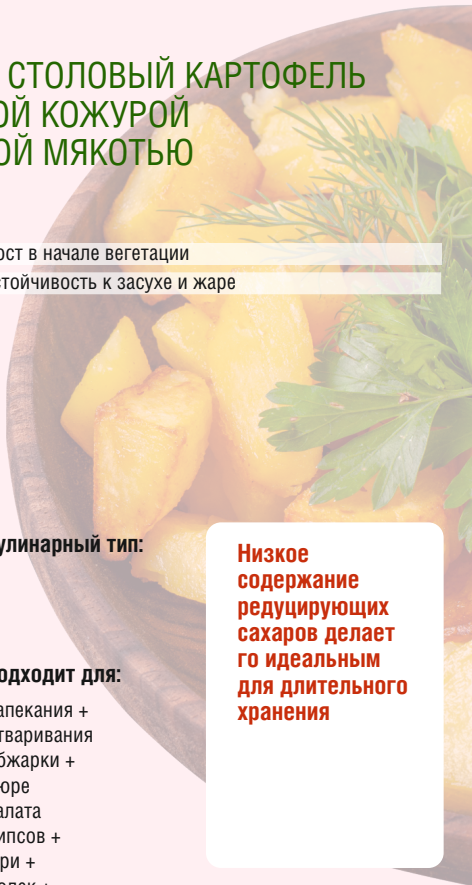 СТОЛОВЫЙ КАРТОФЕЛЬ
ОЙ КОЖУРОЙ
ОЙ МЯКОТЬЮ
ост в начале вегетации
стойчивость к засухе и жаре
улинарный тип:
Низкое
содержание
редуцирующих
сахаров делает
го идеальным
для длительного
хранения
одходит для:
апекания +
тваривания
бжарки +
юре
алата
ипсов +
ри +